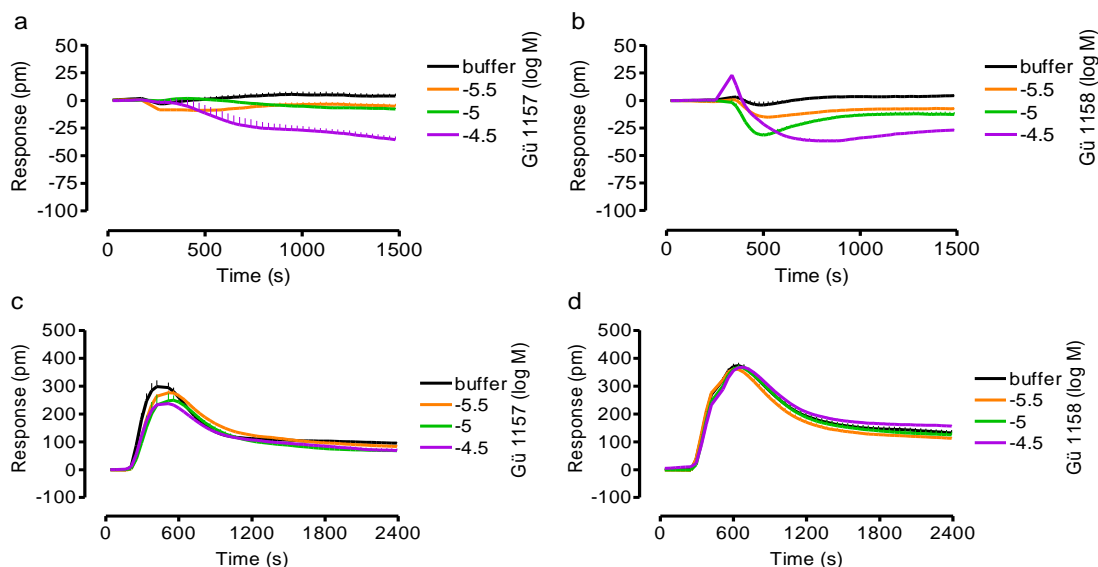 a
50
25
0
-25
-50
-75
-100
Response (pm)
0
500
1000
1500
Time (s)
buffer
-5.5
-5
-4.5
Gü 1157 (log M)
b
50
25
0
-25
-50
-75
-100
Response (pm)
0
500
1000
1500
Time (s)
buffer
-5.5
-5
-4.5
Gü 1158 (log M)
c
500
400
300
200
100
0
-100
Response (pm)
0
600
1200
1800
2400
Time (s)
buffer
-5.5
-5
-4.5
Gü 1157 (log M)
d
500
400
300
200
100
0
-100
Response (pm)
0
600
1200
1800
2400
Time (s)
buffer
-5.5
-5
-4.5
Gü 1158 (log M)